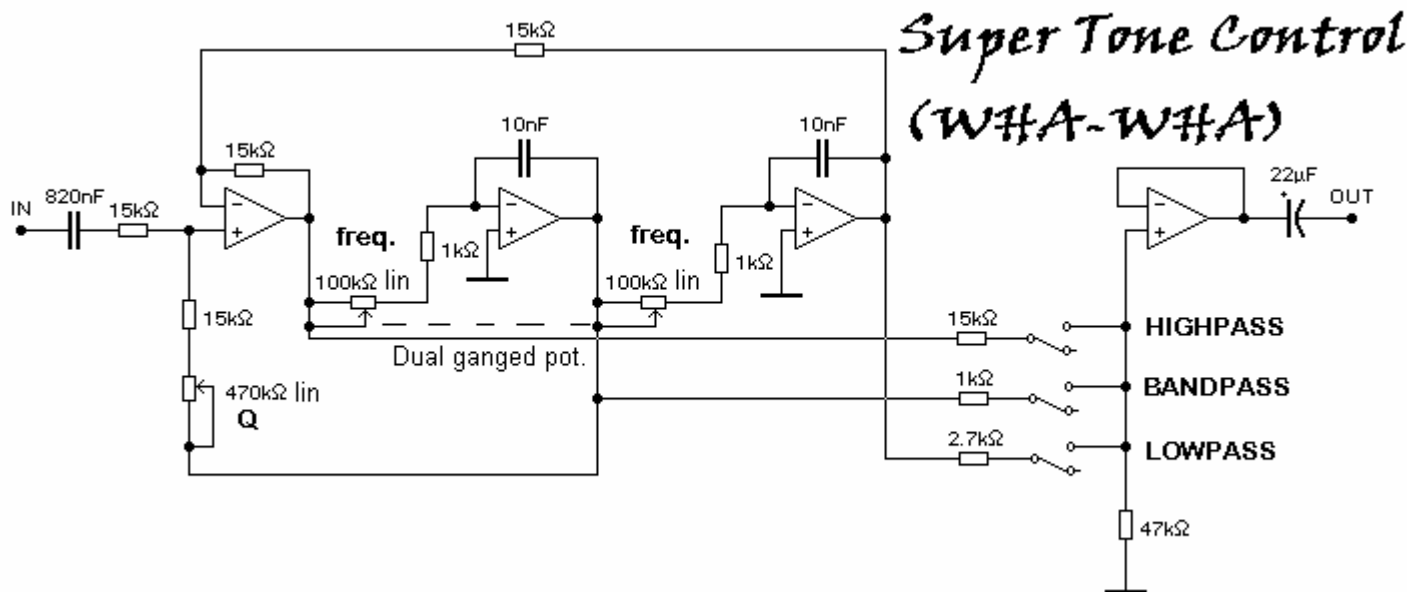 Super Tone Control
(WHA-WHA)
15kΩ
10nF
10nF
15kΩ
820nF
IN
15kΩ
−
+
−
+
−
+
−
+
22µF
+
OUT
freq.
1kΩ
freq.
1kΩ
100kΩ lin
100kΩ lin
15kΩ
15kΩ
HIGHPASS
Dual ganged pot.
470kΩ lin
Q
1kΩ
BANDPASS
2.7kΩ
LOWPASS
47kΩ